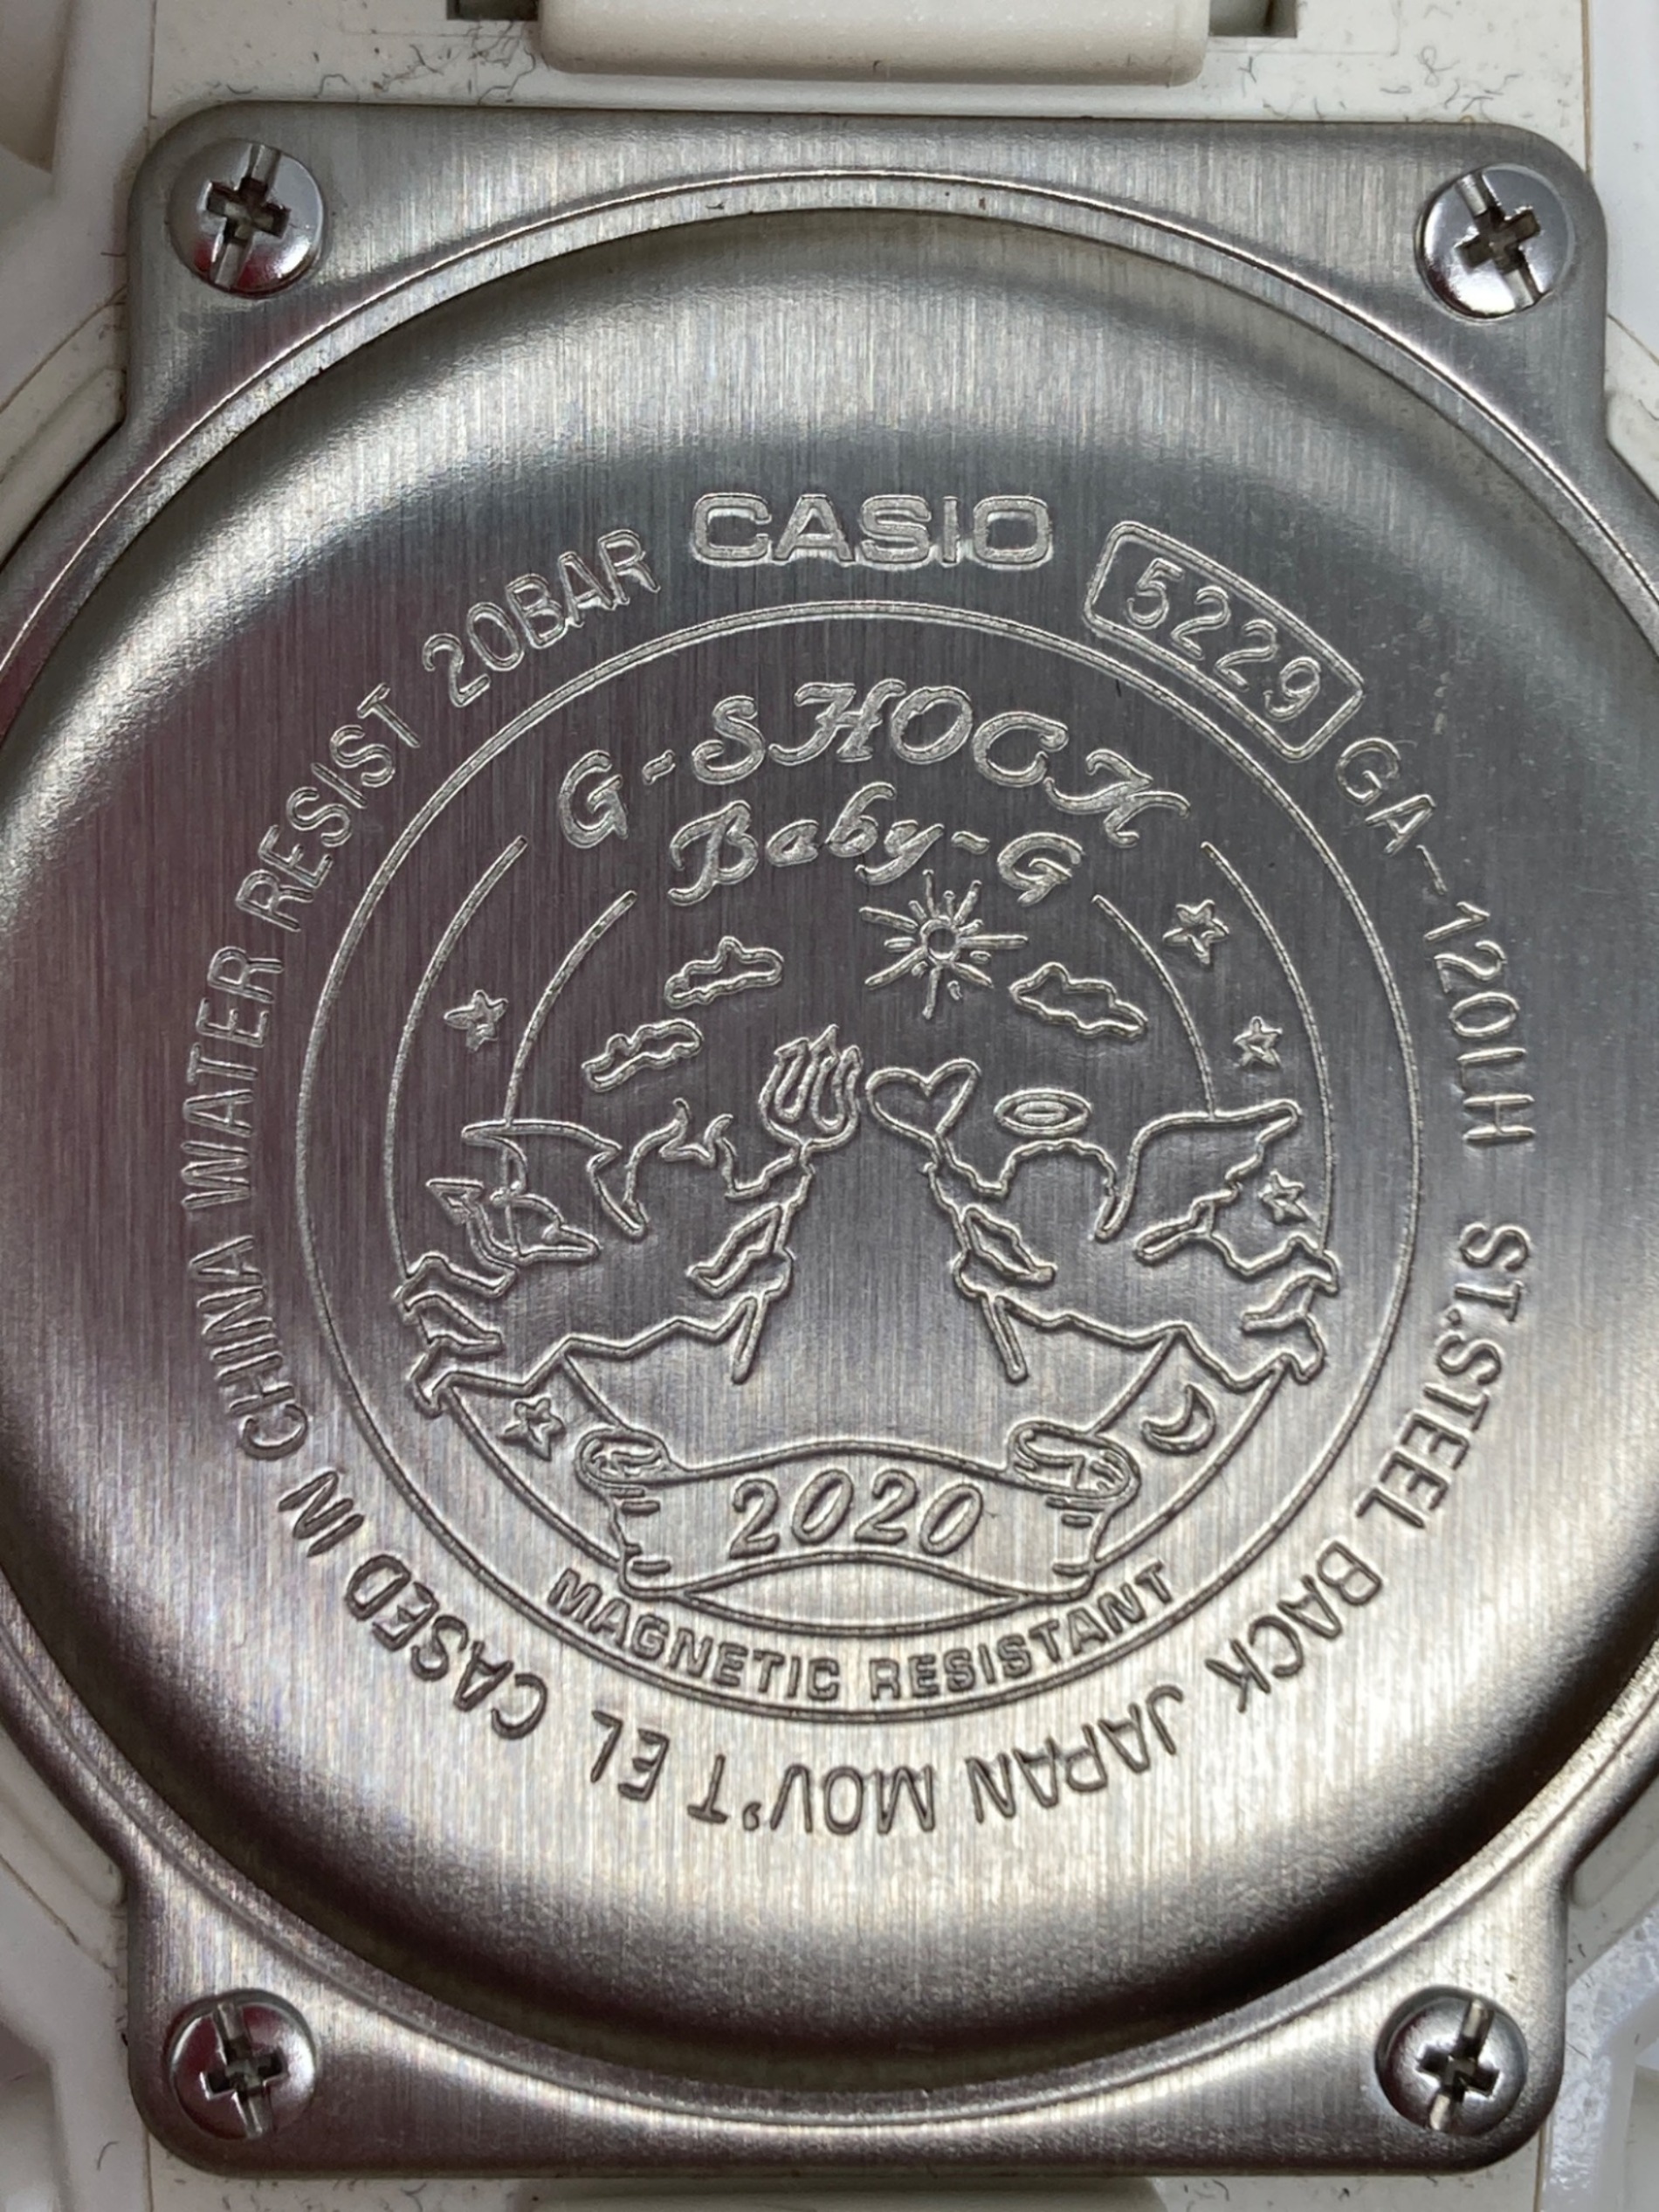 CASIO
5229 GA-120LH ST.STEEL BACK JAPAN MOV'T EL CASED IN CHINA WATER RESIST 20BAR
G-SHOCK
Baby-G
2020
MAGNETIC RESISTANT